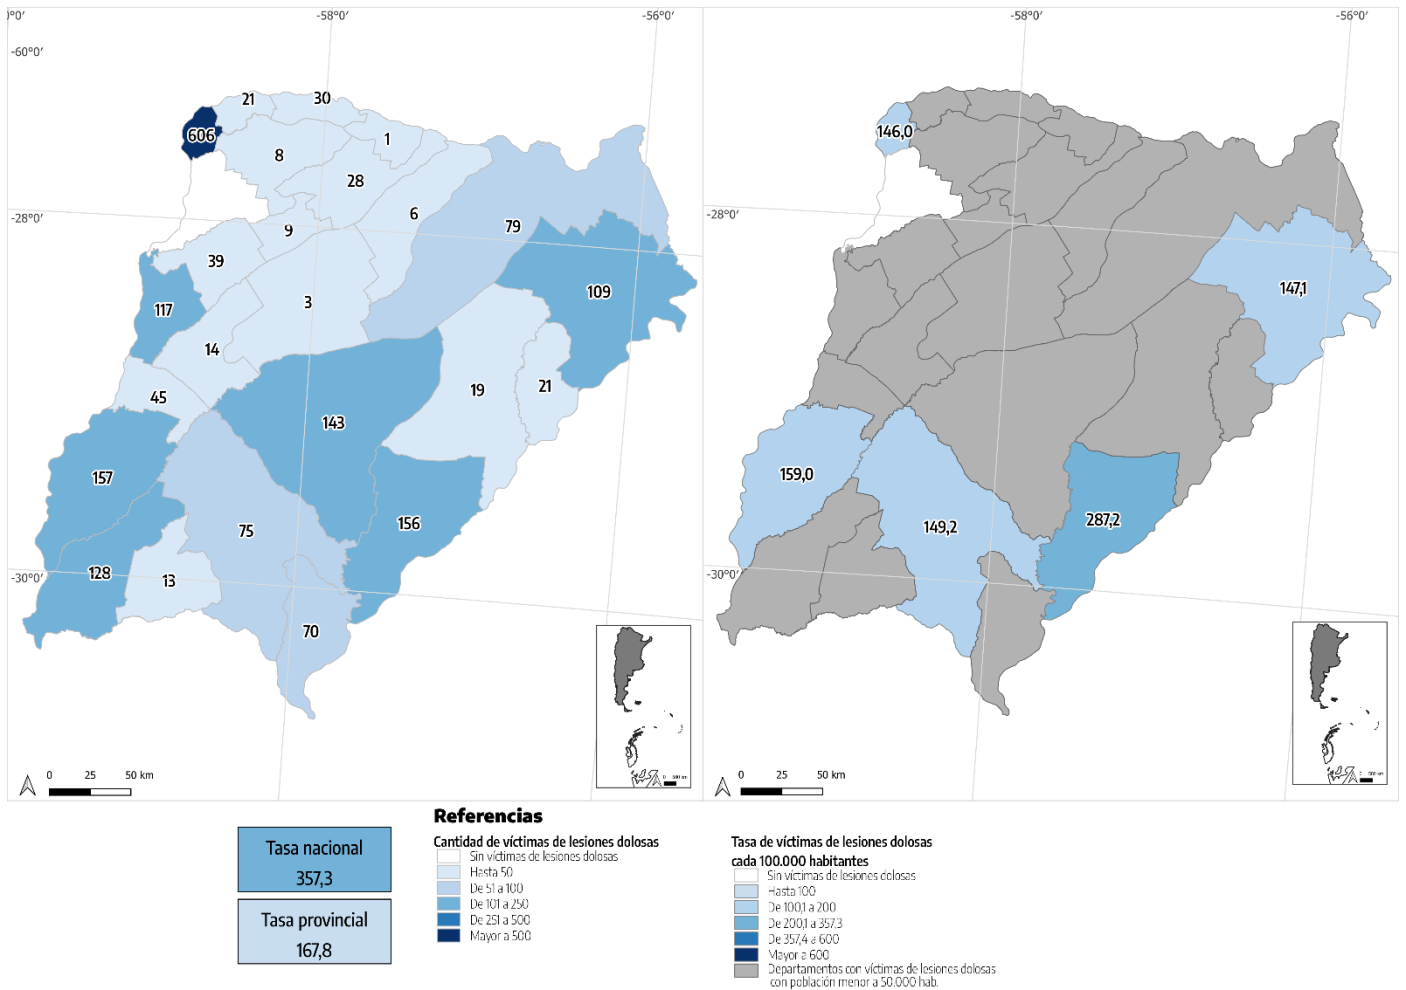 -58°0′
-56°0′
-60°0′
-28°0′
-30°0′
21
30
606
1
8
28
6
79
9
39
109
3
117
14
19
21
45
143
157
75
156
128
13
70
0 25 50 km
-58°0′
-56°0′
-28°0′
-30°0′
146,0
147,1
159,0
149,2
287,2
0 25 50 km
Referencias
Tasa nacional
357,3
Tasa provincial
167,8
Cantidad de víctimas de lesiones dolosas
Sin víctimas de lesiones dolosas
Hasta 50
De 51 a 100
De 101 a 250
De 251 a 500
Mayor a 500
Tasa de víctimas de lesiones dolosas
cada 100.000 habitantes
Sin víctimas de lesiones dolosas
Hasta 100
De 100,1 a 200
De 200,1 a 357,3
De 357,4 a 600
Mayor a 600
Departamentos con víctimas de lesiones dolosas
con población menor a 50.000 hab.